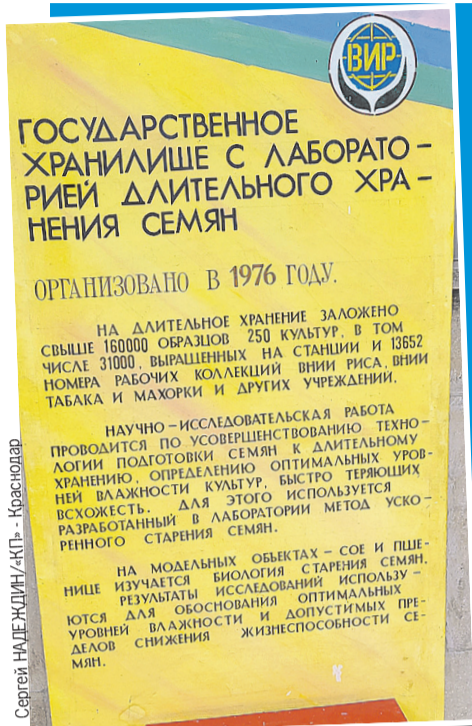 ВИР
ГОСУДАРСТВЕННОЕ
ХРАНИЛИЩЕ С ЛАБОРАТО-
РИЕЙ ДЛИТЕЛЬНОГО ХРА-
НЕНИЯ СЕМЯН
ОРГАНИЗОВАНО В 1976 ГОДУ.
НА ДЛИТЕЛЬНОЕ ХРАНЕНИЕ ЗАЛОЖЕНО
СВЫШЕ 160000 ОБРАЗЦОВ 250 КУЛЬТУР, В ТОМ
ЧИСЛЕ 31000, ВЫРАЩЕННЫХ НА СТАНЦИИ И 13652
НОМЕРА РАБОЧИХ КОЛЛЕКЦИЙ ВНИИ РИСА, ВНИИ
ТАБАКА И МАХОРКИ И ДРУГИХ УЧРЕЖДЕНИЙ.
НАУЧНО-ИССЛЕДОВАТЕЛЬСКАЯ РАБОТА
ПРОВОДИТСЯ ПО УСОВЕРШЕНСТВОВАНИЮ ТЕХНО-
ЛОГИИ ПОДГОТОВКИ СЕМЯН К ДЛИТЕЛЬНОМУ
ХРАНЕНИЮ, ОПРЕДЕЛЕНИЮ ОПТИМАЛЬНЫХ УРОВ-
НЕЙ ВЛАЖНОСТИ КУЛЬТУР, БЫСТРО ТЕРЯЮЩИХ
ВСХОЖЕСТЬ. ДЛЯ ЭТОГО ИСПОЛЬЗУЕТСЯ
РАЗРАБОТАННЫЙ В ЛАБОРАТОРИИ МЕТОД УСКО-
РЕННОГО СТАРЕНИЯ СЕМЯН.
НА МОДЕЛЬНЫХ ОБЪЕКТАХ - СОЕ И ПШЕ-
НИЦЕ ИЗУЧАЕТСЯ БИОЛОГИЯ СТАРЕНИЯ СЕМЯН.
РЕЗУЛЬТАТЫ ИССЛЕДОВАНИЙ ИСПОЛЬЗУ-
ЮТСЯ ДЛЯ ОБОСНОВАНИЯ ОПТИМАЛЬНЫХ
УРОВНЕЙ ВЛАЖНОСТИ И ДОПУСТИМЫХ ПРЕ-
ДЕЛОВ СНИЖЕНИЯ ЖИЗНЕСПОСОБНОСТИ СЕ-
МЯН.
Сергей НАДЕЖДИН/«КП» - Краснодар